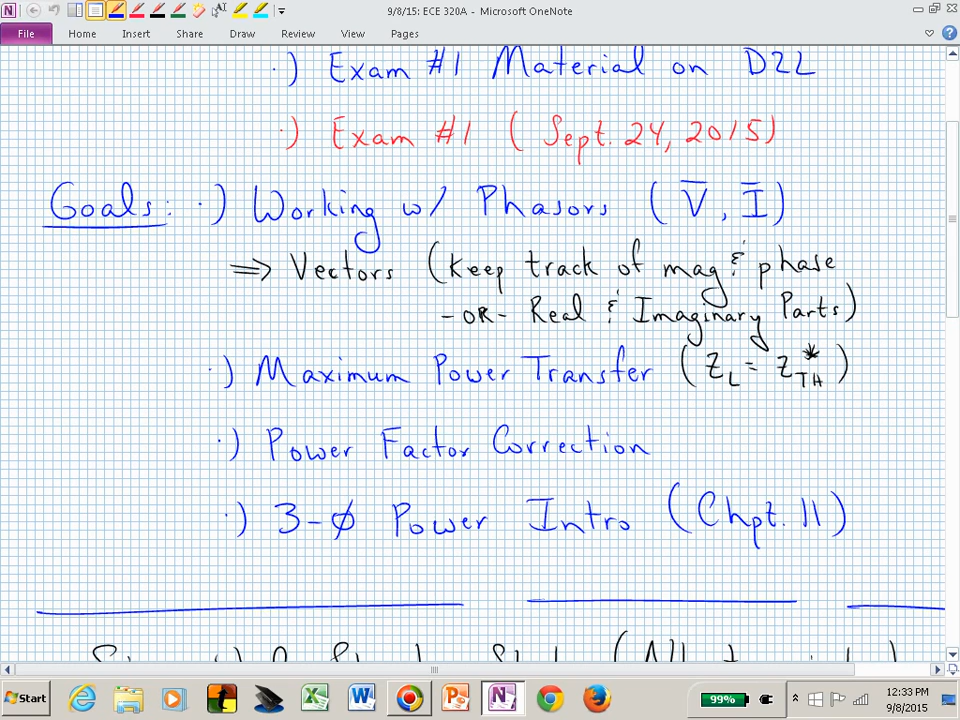 9/8/15: ECE 320A - Microsoft OneNote
File Home Insert Share Draw Review View Pages
·) Exam #1 Material on D2L
·) Exam #1 ( Sept. 24, 2015)
Goals: ·) Working w/ Phasors ( V̅, I̅ )
⇒ Vectors (Keep track of mag & phase
-OR- Real & Imaginary Parts)
·) Maximum Power Transfer ( Z_L = Z_TH* )
·) Power Factor Correction
·) 3-ϕ Power Intro (Chpt. 11)
Start 99% 12:33 PM
9/8/2015